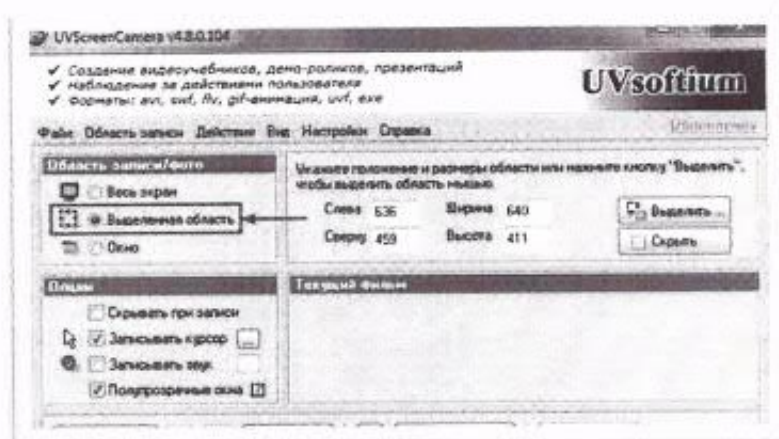 UVScreenCamera v4.8.0.104
✓ Создание видеоучебников, демо-роликов, презентаций
✓ Наблюдение за действиями пользователя
✓ Форматы: avi, swf, flv, gif-анимация, uvf, exe
UVsoftium
Файл Область записи Действие Вид Настройки Справка
Область записи/фото
Весь экран
Выделенная область
Окно
Укажите положение и размеры области или нажмите кнопку "Выделить",
чтобы выделить область мышью.
Слева 636 Ширина 640 Выделить ...
Сверху 459 Высота 411 Скрыть
Опции
Скрывать при записи
Записывать курсор ...
Записывать звук
Полупрозрачные окна ?
Текущий фильм